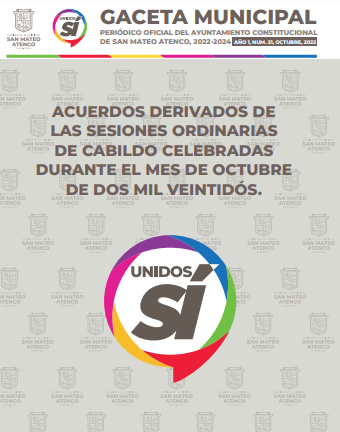 SAN MATEO
ATENCO
UNIDOS
SÍ
GACETA MUNICIPAL
PERIÓDICO OFICIAL DEL AYUNTAMIENTO CONSTITUCIONAL
DE SAN MATEO ATENCO, 2022-2024 AÑO 1, NUM. 21, OCTUBRE, 2022
ACUERDOS DERIVADOS DE
LAS SESIONES ORDINARIAS
DE CABILDO CELEBRADAS
DURANTE EL MES DE OCTUBRE
DE DOS MIL VEINTIDÓS.
UNIDOS
SÍ